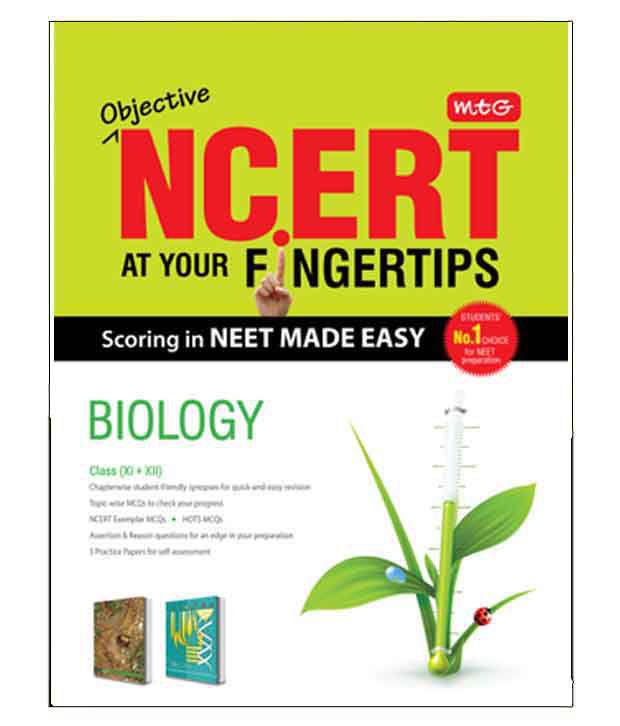 Objective
mtG
NCERT
AT YOUR FINGERTIPS
Scoring in NEET MADE EASY
STUDENTS'
No.1 CHOICE
for NEET
preparation
BIOLOGY
Class (XI + XII)
Chapterwise student-friendly synopses for quick-and-easy revision
Topic-wise MCQs to check your progress
NCERT Exemplar MCQs • HOTS MCQs
Assertion & Reason questions for an edge in your preparation
5 Practice Papers for self-assessment